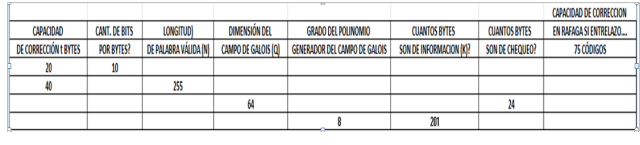 CAPACIDAD DE CORRECCION
CAPACIDAD CANT. DE BITS LONGITUD) DIMENSIÓN DEL GRADO DEL POLINOMIO CUANTOS BYTES CUANTOS BYTES EN RAFAGA SI ENTRELAZO....
DE CORRECCIÓN t BYTES POR BYTES? DE PALABRA VÁLIDA (N) CAMPO DE GALOIS (Q) GENERADOR DEL CAMPO DE GALOIS SON DE INFORMACION (K)? SON DE CHEQUEO? 75 CÓDIGOS
20 10
40 255
64 24
8 201